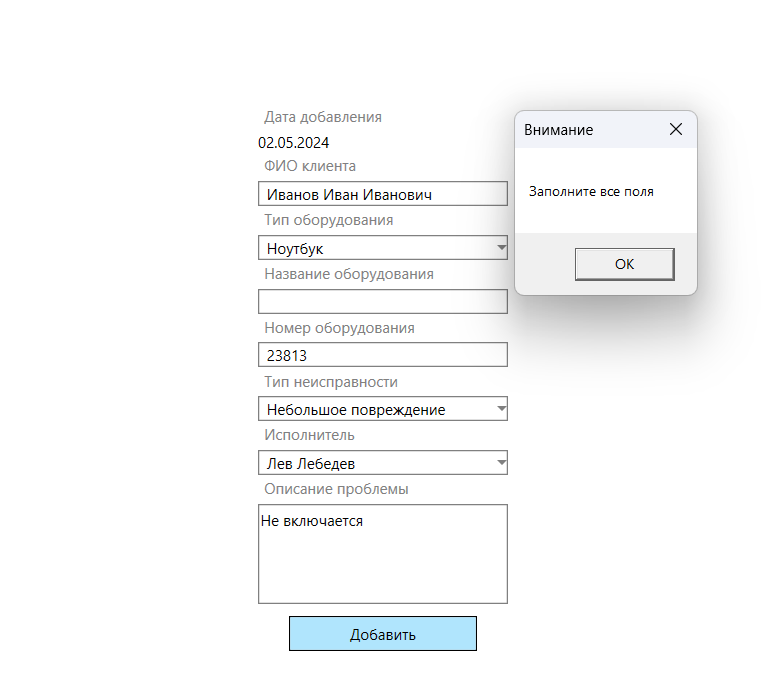 Дата добавления
02.05.2024
ФИО клиента
Иванов Иван Иванович
Тип оборудования
Ноутбук
Название оборудования
Номер оборудования
23813
Тип неисправности
Небольшое повреждение
Исполнитель
Лев Лебедев
Описание проблемы
Не включается
Добавить
Внимание
Заполните все поля
ОК